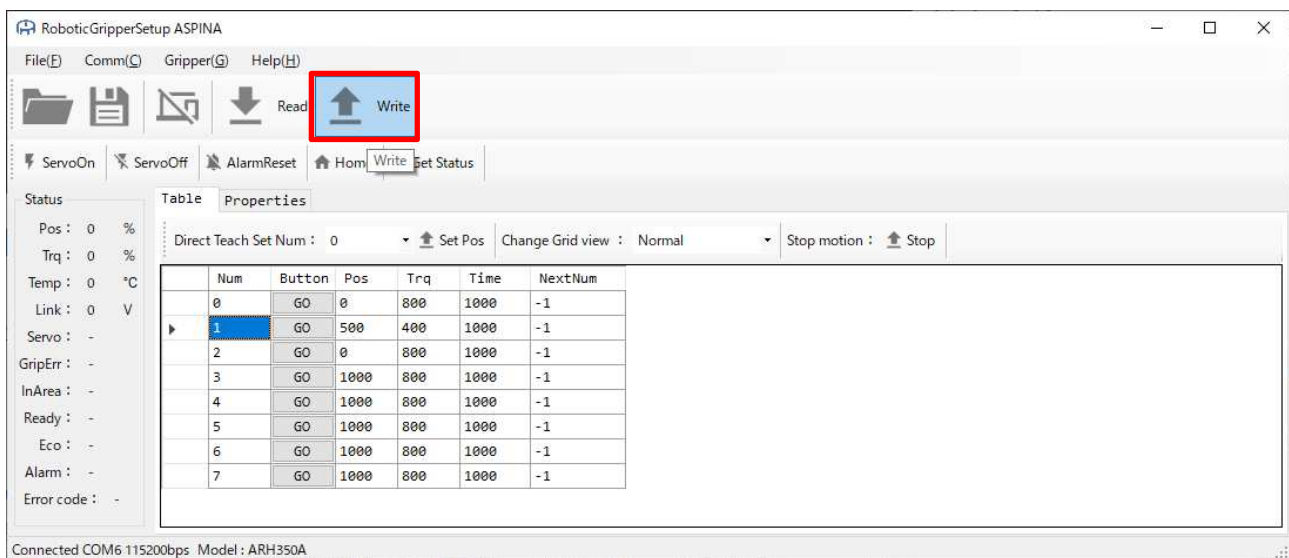 RoboticGripperSetup ASPINA
File(F) Comm(C) Gripper(G) Help(H)
Read Write
ServoOn ServoOff AlarmReset Write Get Status
Status Table Properties
Direct Teach Set Num : 0 Set Pos Change Grid view : Normal Stop motion : Stop
Pos : 0 %
Trq : 0 %
Temp : 0 °C
Link : 0 V
Servo : -
GripErr : -
InArea : -
Ready : -
Eco : -
Alarm : -
Error code : -
Num Button Pos Trq Time NextNum
0 GO 0 800 1000 -1
1 GO 500 400 1000 -1
2 GO 0 800 1000 -1
3 GO 1000 800 1000 -1
4 GO 1000 800 1000 -1
5 GO 1000 800 1000 -1
6 GO 1000 800 1000 -1
7 GO 1000 800 1000 -1
Connected COM6 115200bps Model : ARH350A